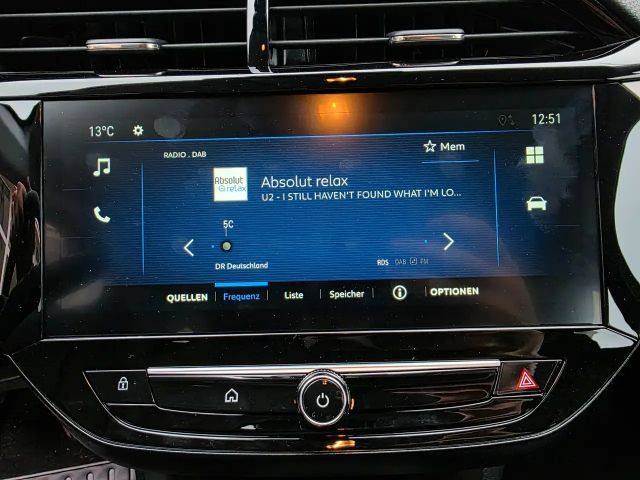 13°C
12:51
RADIO . DAB
Mem
Absolut
relax
Absolut relax
U2 - I STILL HAVEN'T FOUND WHAT I'M LO...
5C
DR Deutschland
RDS DAB FM
QUELLEN Frequenz Liste Speicher OPTIONEN